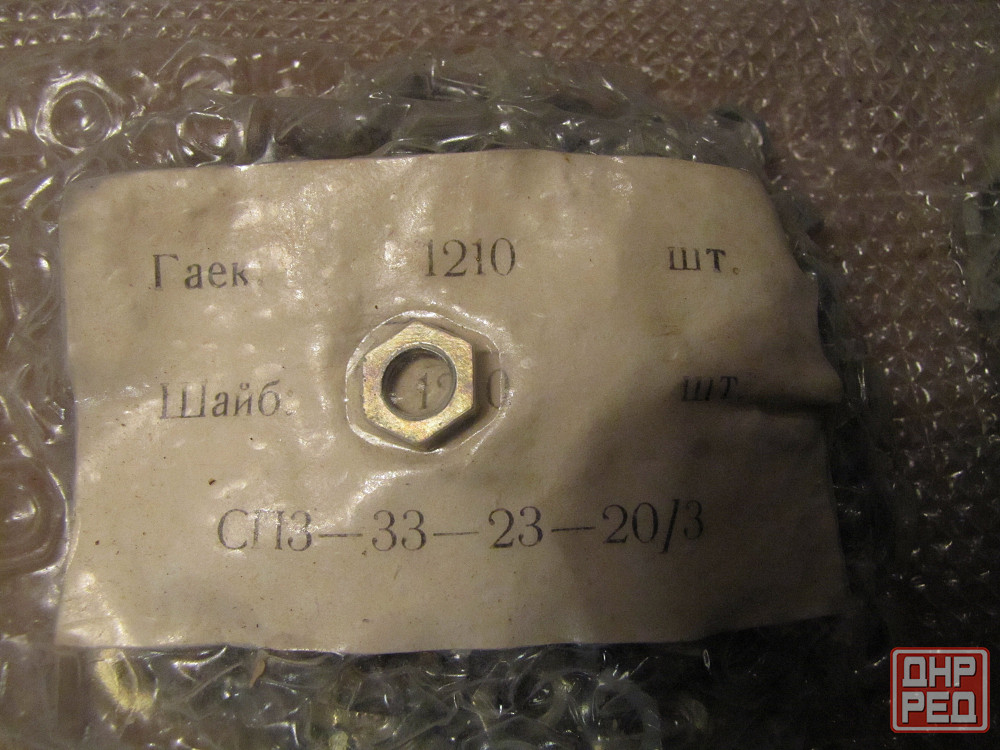 Гаек. 1210 шт.
Шайб. шт.
СП3—33—23—20/3
ДНР
РЕД